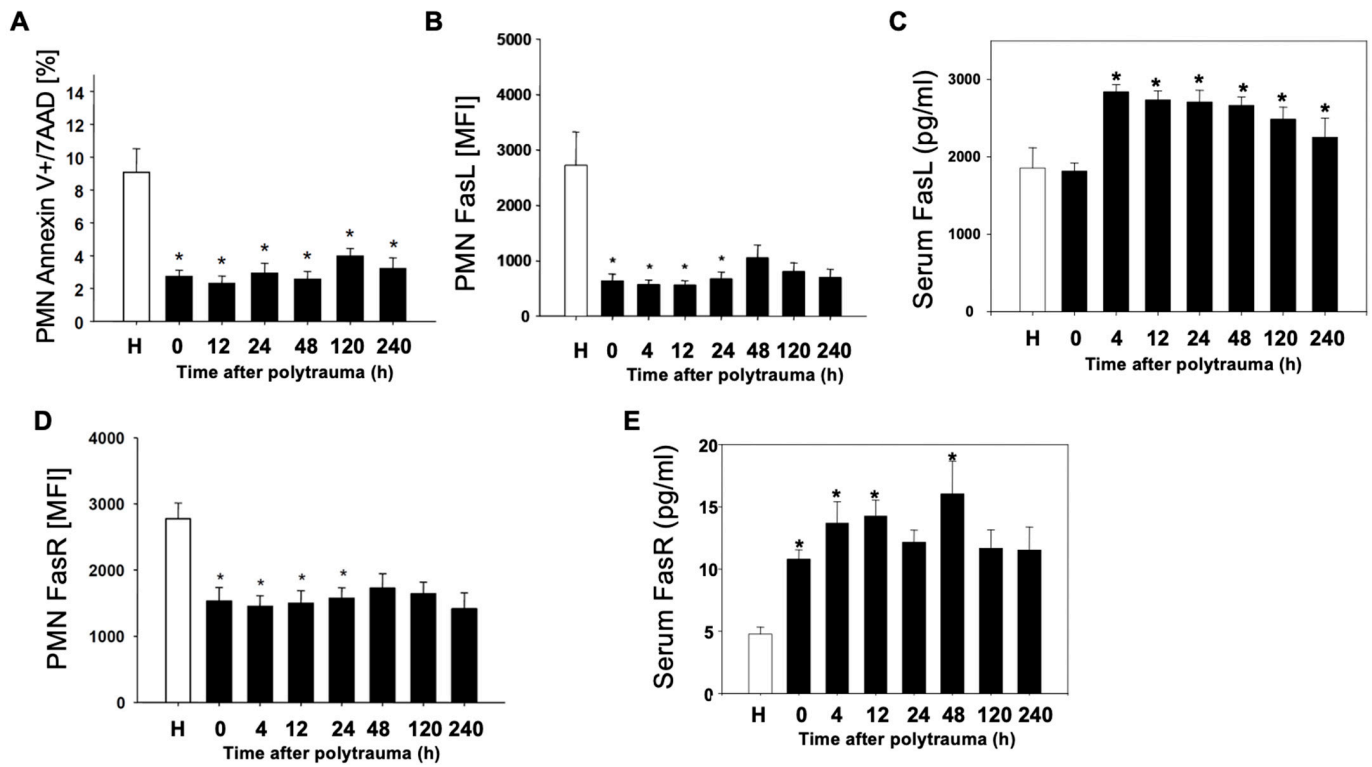 A
PMN Annexin V+/7AAD [%]
14
12
10
8
6
4
2
0
* * * * * *
H 0 12 24 48 120 240
Time after polytrauma (h)
B
PMN FasL [MFI]
5000
4000
3000
2000
1000
0
* * * *
H 0 4 12 24 48 120 240
Time after polytrauma (h)
C
Serum FasL (pg/ml)
3000
2000
1000
0
* * * * * *
H 0 4 12 24 48 120 240
Time after polytrauma (h)
D
PMN FasR [MFI]
4000
3000
2000
1000
0
* * * *
H 0 4 12 24 48 120 240
Time after polytrauma (h)
E
Serum FasR (pg/ml)
20
15
10
5
0
* * * *
H 0 4 12 24 48 120 240
Time after polytrauma (h)